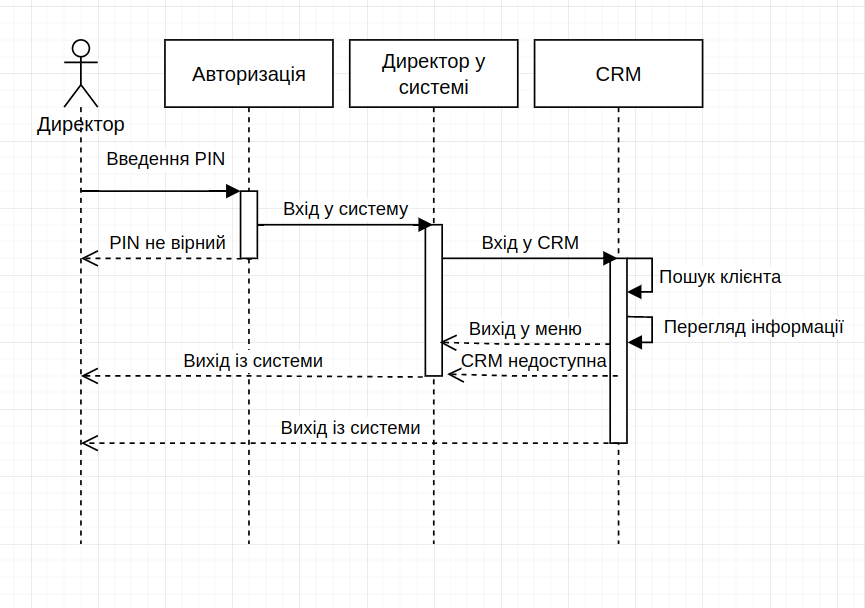 Директор
Авторизація
Директор у
системі
CRM
Введення PIN
Вхід у систему
PIN не вірний
Вхід у CRM
Пошук клієнта
Перегляд інформації
Вихід у меню
Вихід із системи
CRM недоступна
Вихід із системи